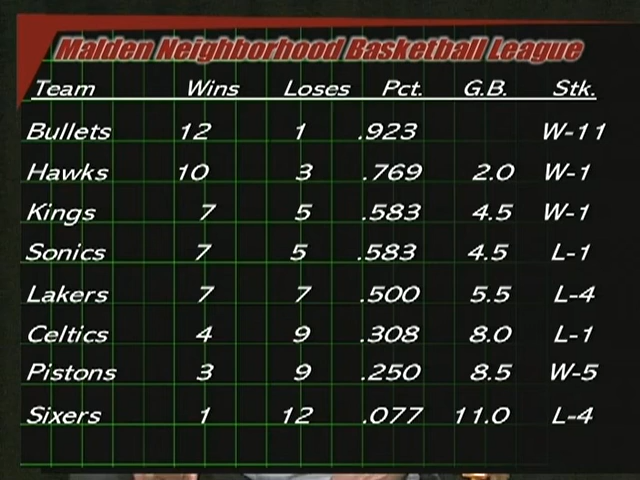 Malden Neighborhood Basketball League
Team Wins Loses Pct. G.B. Stk.
Bullets 12 1 .923 W-11
Hawks 10 3 .769 2.0 W-1
Kings 7 5 .583 4.5 W-1
Sonics 7 5 .583 4.5 L-1
Lakers 7 7 .500 5.5 L-4
Celtics 4 9 .308 8.0 L-1
Pistons 3 9 .250 8.5 W-5
Sixers 1 12 .077 11.0 L-4